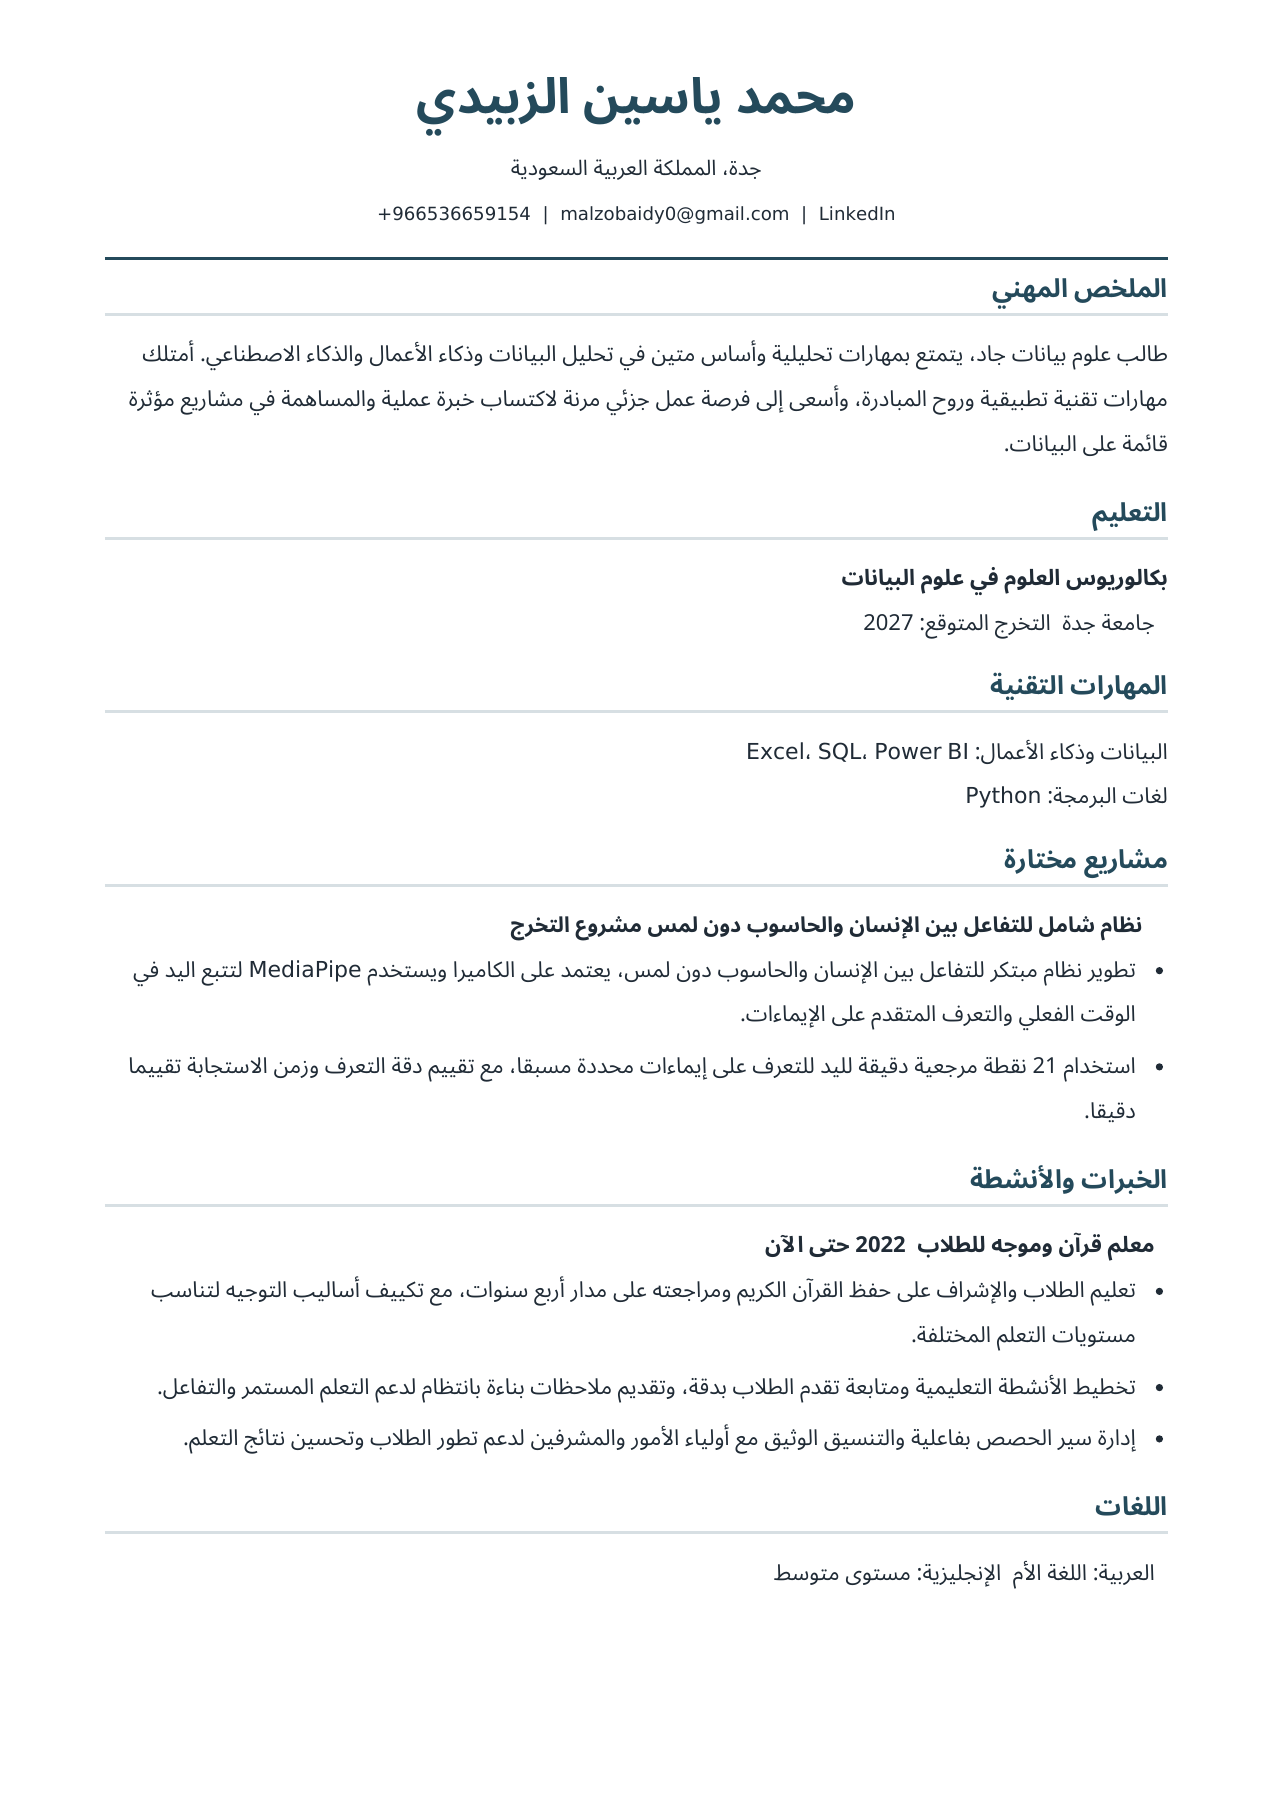 محمد ياسين الزبيدي
جدة، المملكة العربية السعودية
+966536659154 | malzobaidy0@gmail.com | LinkedIn
الملخص المهني
طالب علوم بيانات جاد، يتمتع بمهارات تحليلية وأساس متين في تحليل البيانات وذكاء الأعمال والذكاء الاصطناعي. أمتلك
مهارات تقنية تطبيقية وروح المبادرة، وأسعى إلى فرصة عمل جزئي مرنة لاكتساب خبرة عملية والمساهمة في مشاريع مؤثرة
قائمة على البيانات.
التعليم
بكالوريوس العلوم في علوم البيانات
جامعة جدة التخرج المتوقع: 2027
المهارات التقنية
البيانات وذكاء الأعمال: Excel، SQL، Power BI
لغات البرمجة: Python
مشاريع مختارة
نظام شامل للتفاعل بين الإنسان والحاسوب دون لمس مشروع التخرج
• تطوير نظام مبتكر للتفاعل بين الإنسان والحاسوب دون لمس، يعتمد على الكاميرا ويستخدم MediaPipe لتتبع اليد في
الوقت الفعلي والتعرف المتقدم على الإيماءات.
• استخدام 21 نقطة مرجعية دقيقة لليد للتعرف على إيماءات محددة مسبقا، مع تقييم دقة التعرف وزمن الاستجابة تقييما
دقيقا.
الخبرات والأنشطة
معلم قرآن وموجه للطلاب 2022 حتى الآن
• تعليم الطلاب والإشراف على حفظ القرآن الكريم ومراجعته على مدار أربع سنوات، مع تكييف أساليب التوجيه لتناسب
مستويات التعلم المختلفة.
• تخطيط الأنشطة التعليمية ومتابعة تقدم الطلاب بدقة، وتقديم ملاحظات بناءة بانتظام لدعم التعلم المستمر والتفاعل.
• إدارة سير الحصص بفاعلية والتنسيق الوثيق مع أولياء الأمور والمشرفين لدعم تطور الطلاب وتحسين نتائج التعلم.
اللغات
العربية: اللغة الأم الإنجليزية: مستوى متوسط